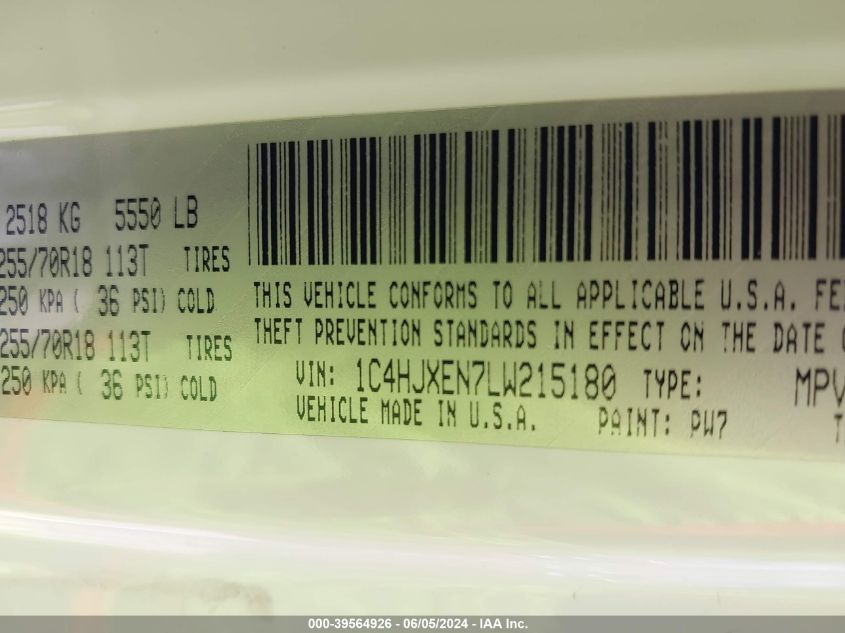 2518 KG 5550 LB
255/70R18 113T TIRES
250 KPA ( 36 PSI) COLD
255/70R18 113T TIRES
250 KPA ( 36 PSI) COLD
THIS VEHICLE CONFORMS TO ALL APPLICABLE U.S.A.
THEFT PREVENTION STANDARDS IN EFFECT ON THE DATE
VIN: 1C4HJXEN7LW215180 TYPE: MPV
VEHICLE MADE IN U.S.A. PAINT: PW7
000-39564926 - 06/05/2024 - IAA Inc.